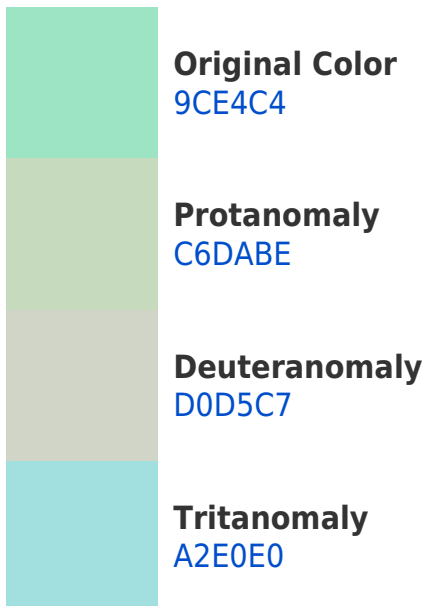 Original Color
9CE4C4
Protanomaly
C6DABE
Deuteranomaly
D0D5C7
Tritanomaly
A2E0E0